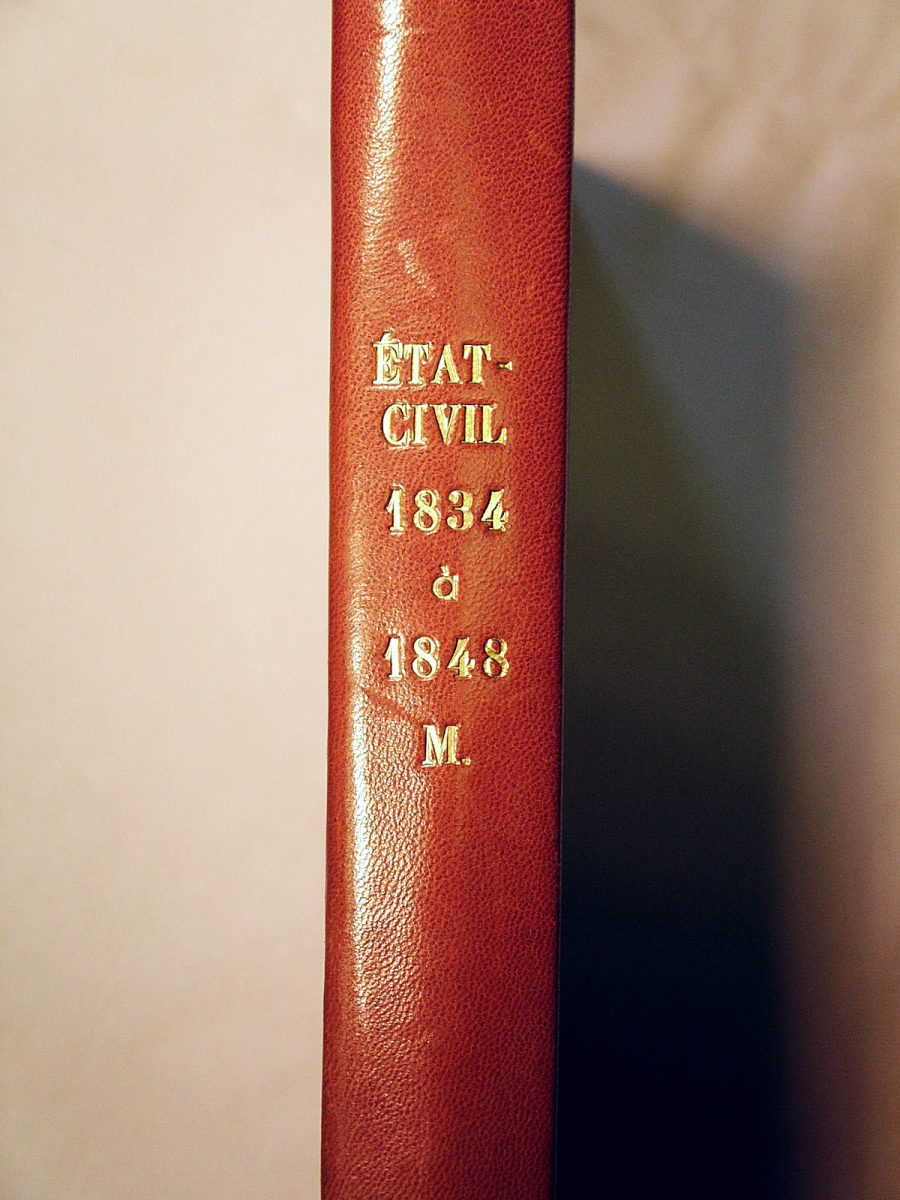 ÉTAT-
CIVIL
1834
à
1848
M.